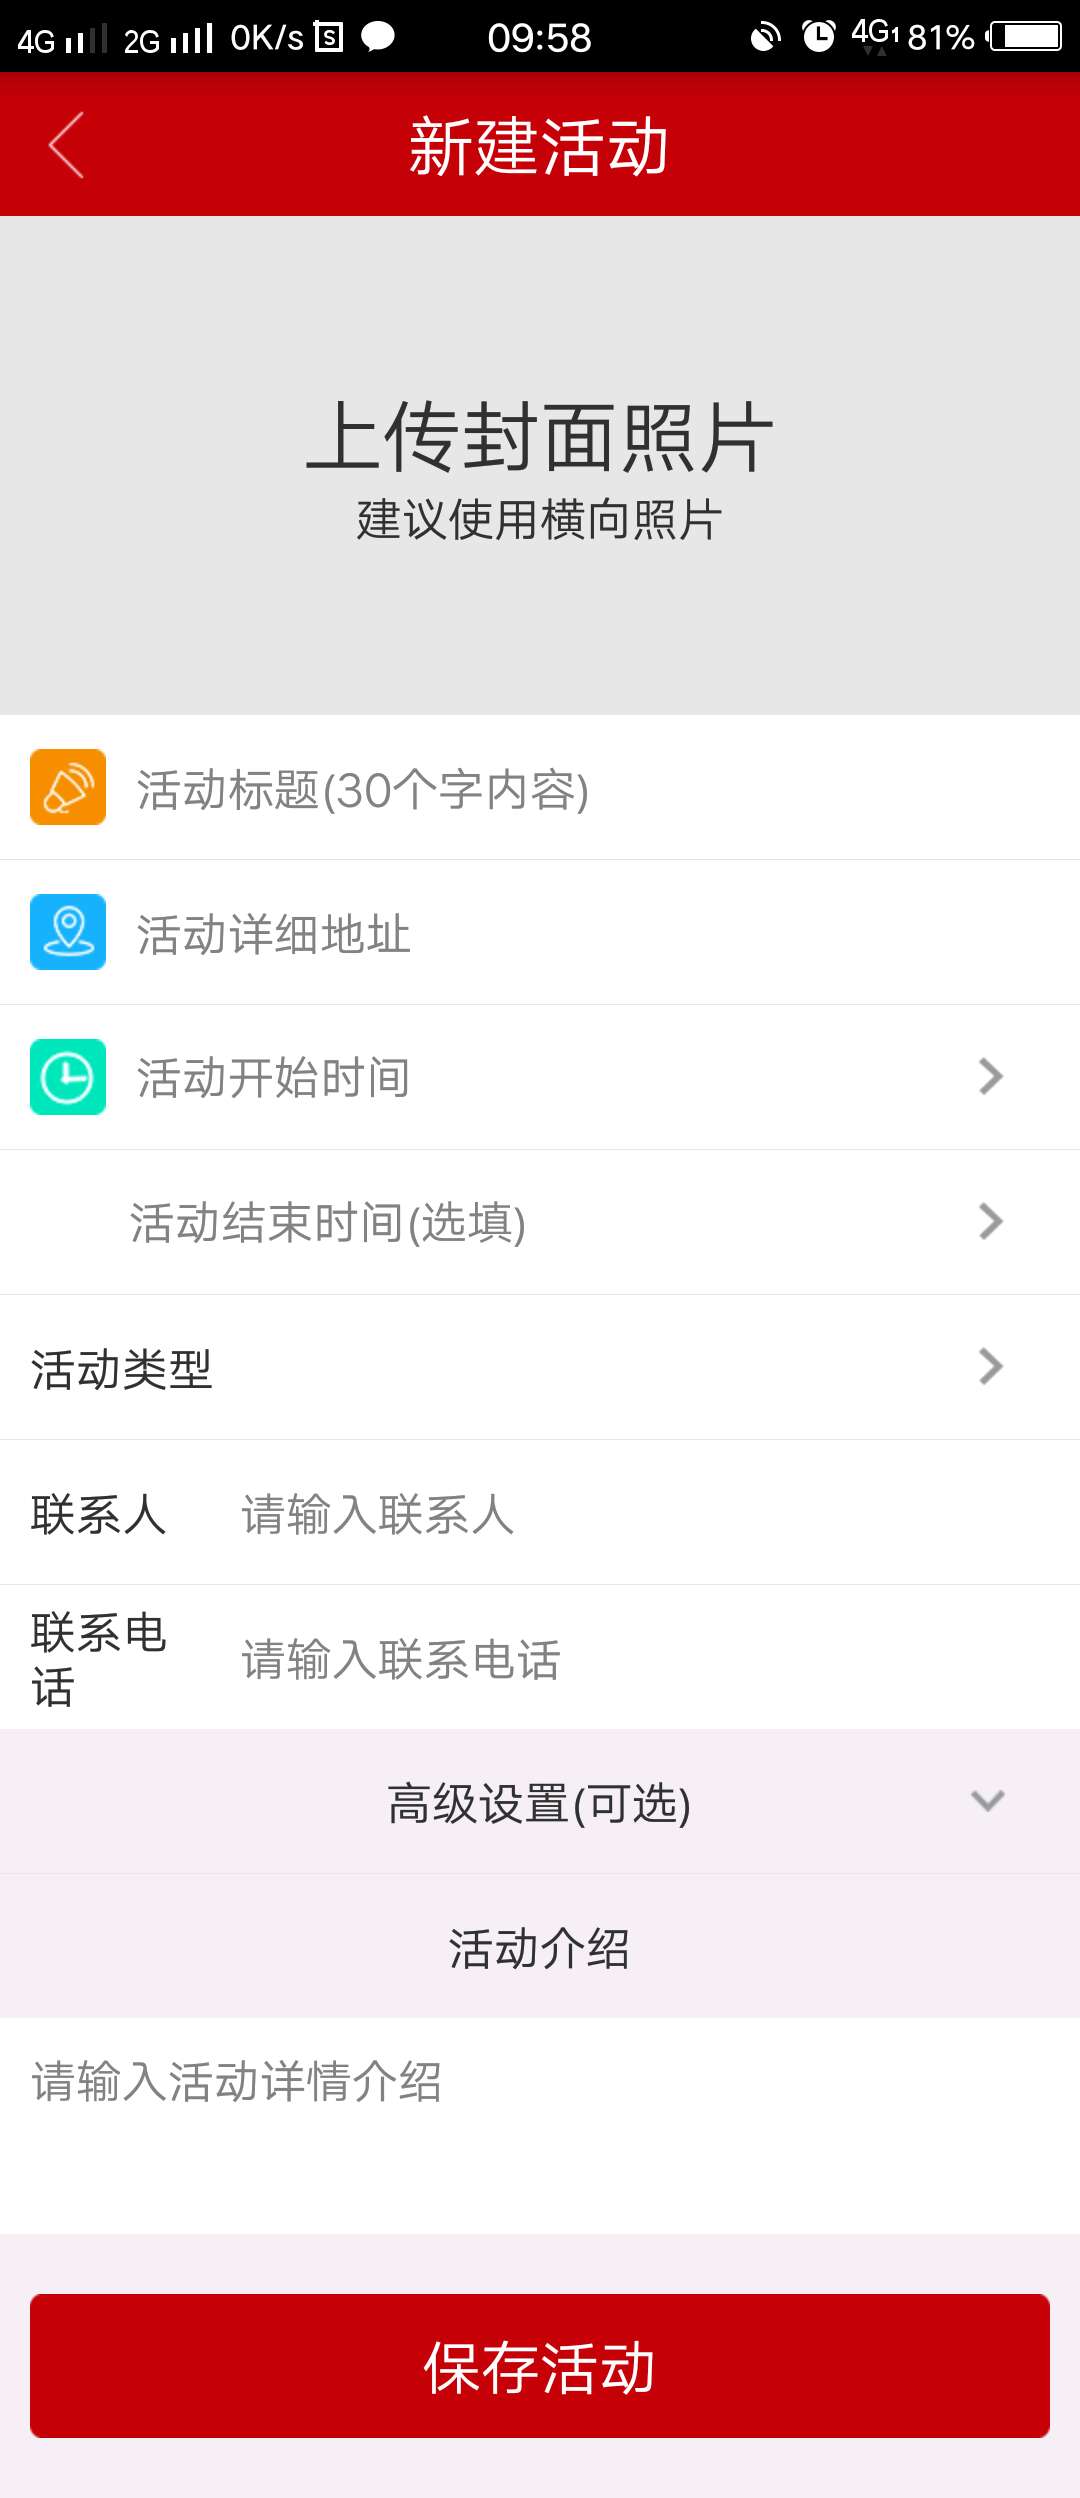 4G 2G 0K/s 09:58 4G1 81%
新建活动
上传封面照片
建议使用横向照片
活动标题(30个字内容)
活动详细地址
活动开始时间
活动结束时间(选填)
活动类型
联系人 请输入联系人
联系电
话
请输入联系电话
高级设置(可选)
活动介绍
请输入活动详情介绍
保存活动